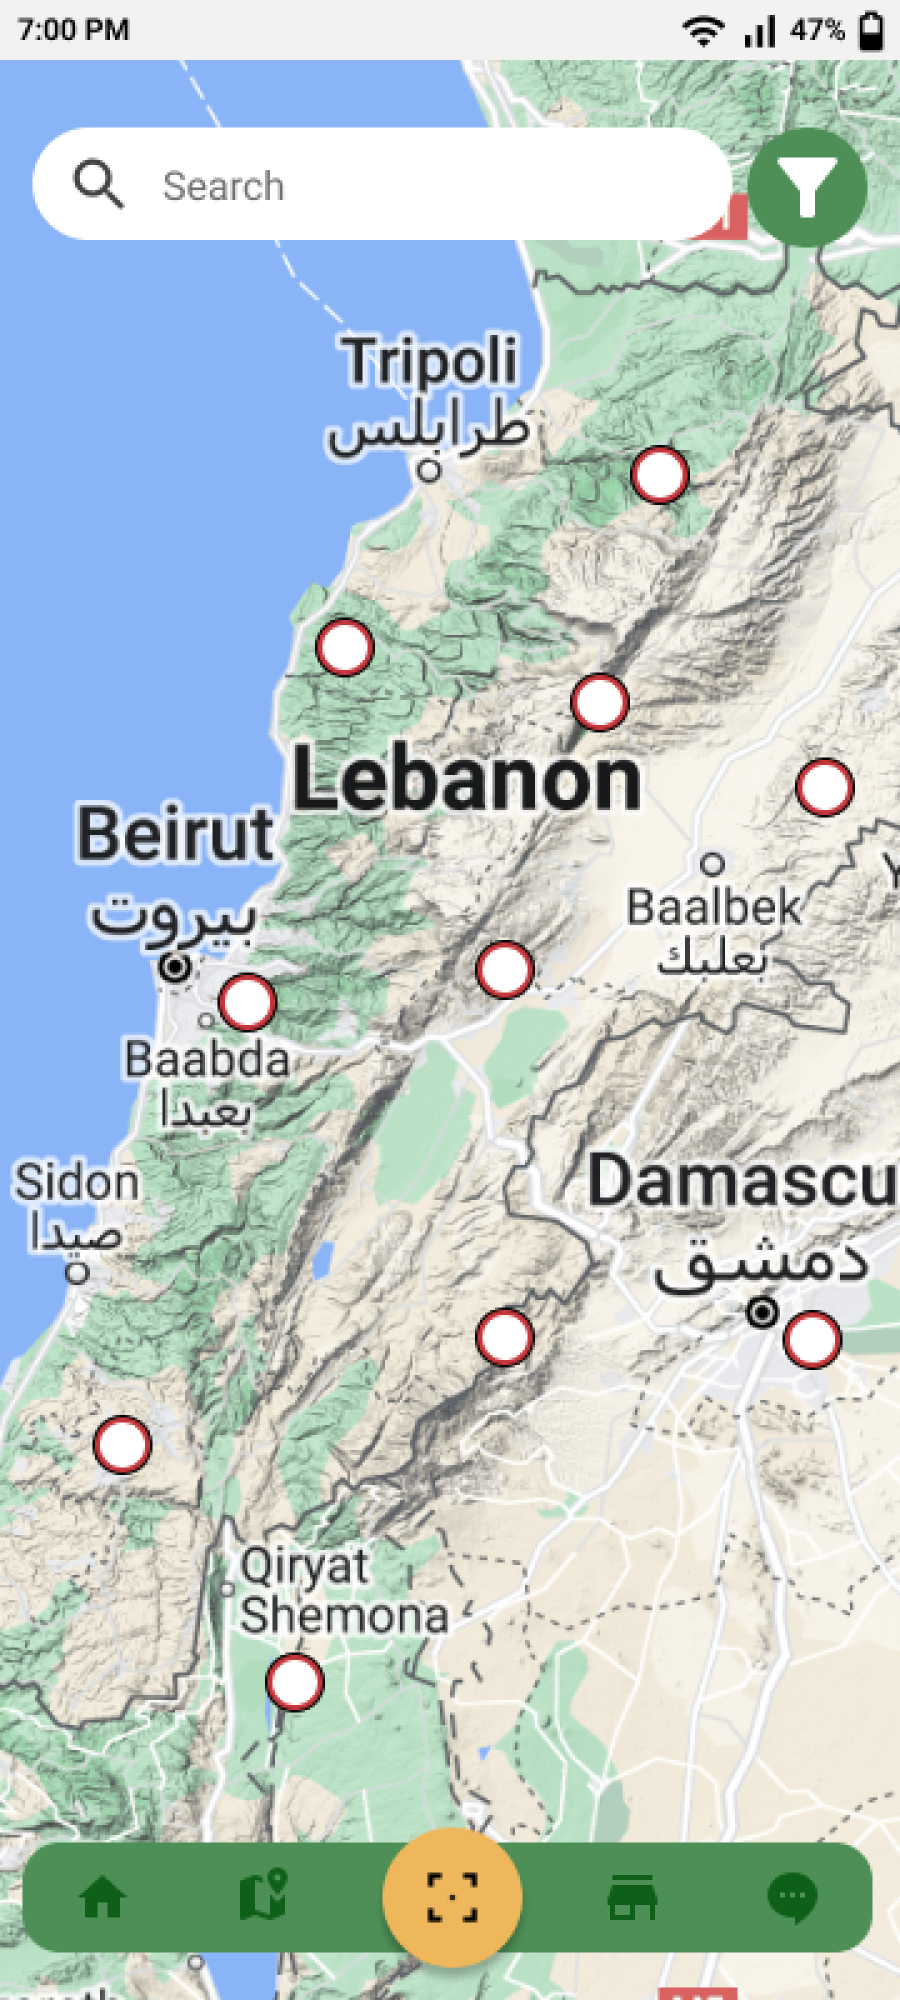 7:00 PM
47%
Search
Tripoli
طرابلس
Lebanon
Beirut
بيروت
Baalbek
بعلبك
Baabda
بعبدا
Sidon
صيدا
Damascu
دمشق
Qiryat
Shemona